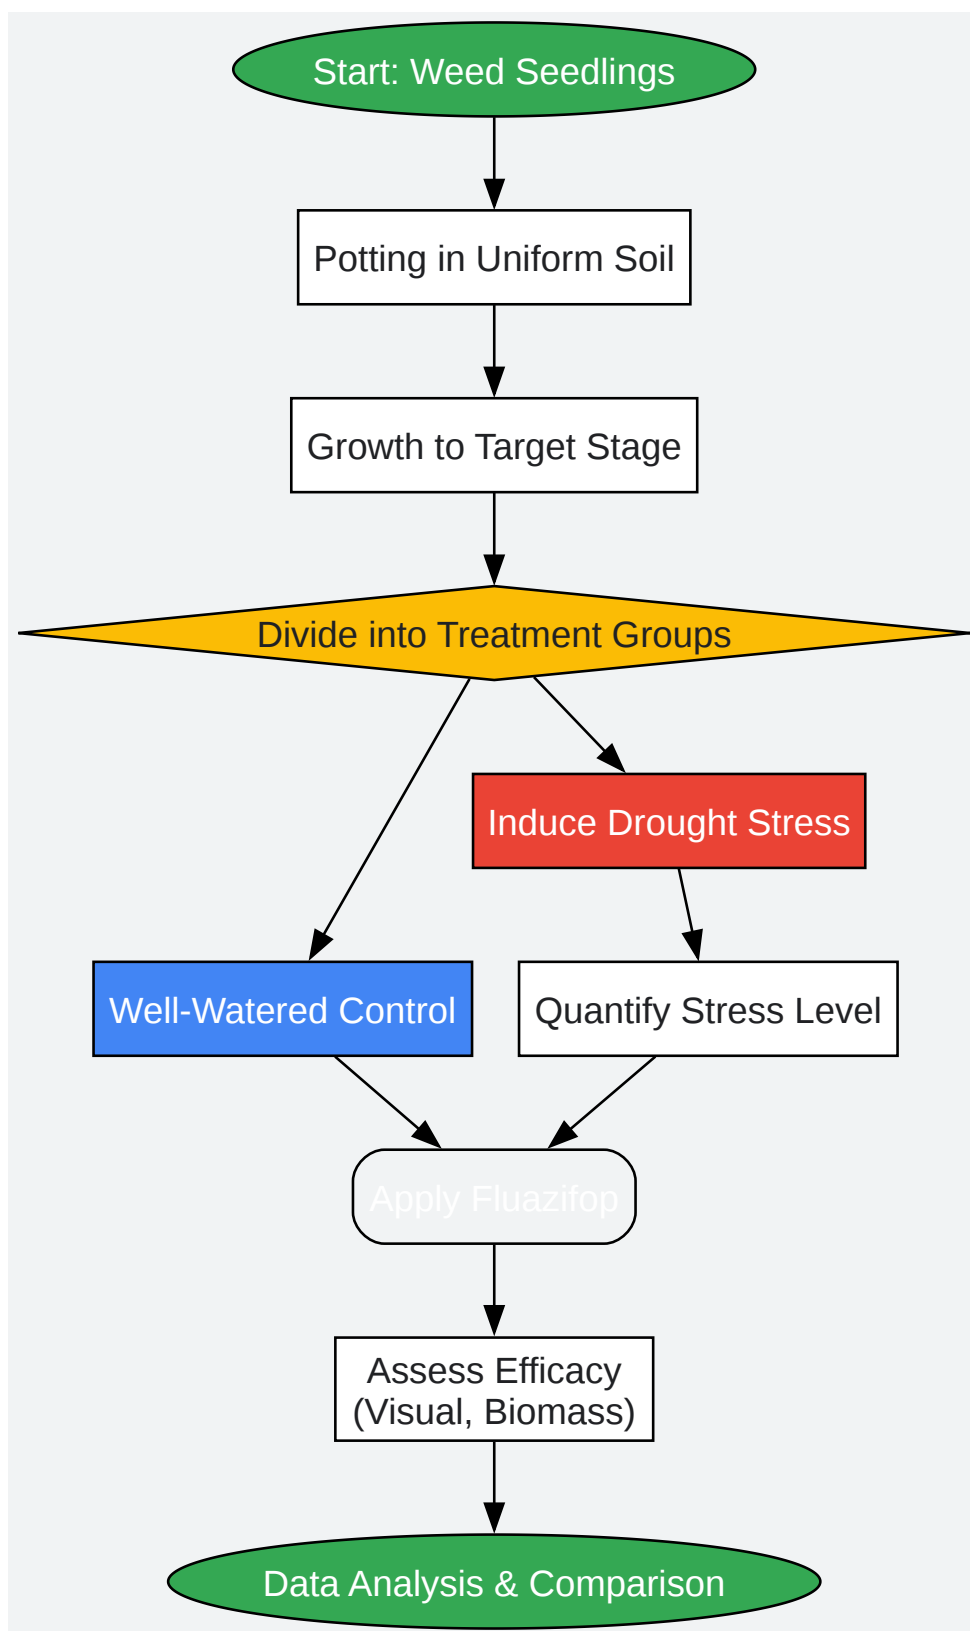 Start: Weed Seedlings
Potting in Uniform Soil
Growth to Target Stage
Divide into Treatment Groups
Induce Drought Stress
Well-Watered Control
Quantify Stress Level
Apply Fluazifop
Assess Efficacy
(Visual, Biomass)
Data Analysis & Comparison